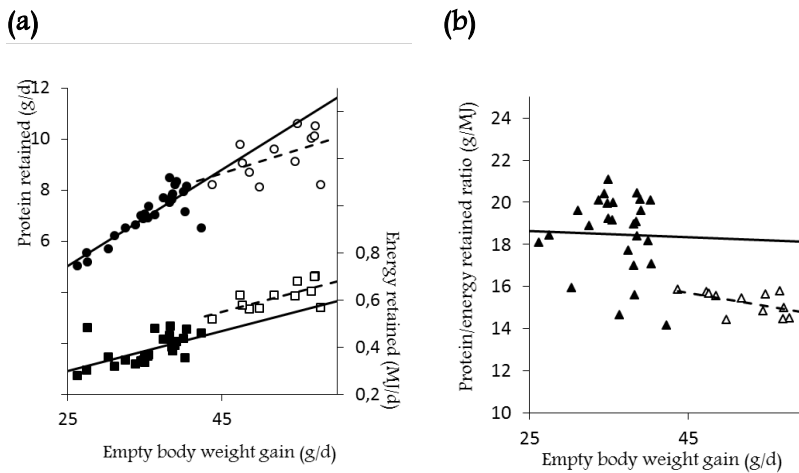 (a)
Protein retained (g/d)
12
10
8
6
Energy retained (MJ/d)
0,8
0,6
0,4
0,2
25
45
Empty body weight gain (g/d)
(b)
Protein/energy retained ratio (g/MJ)
24
22
20
18
16
14
12
10
25
45
Empty body weight gain (g/d)